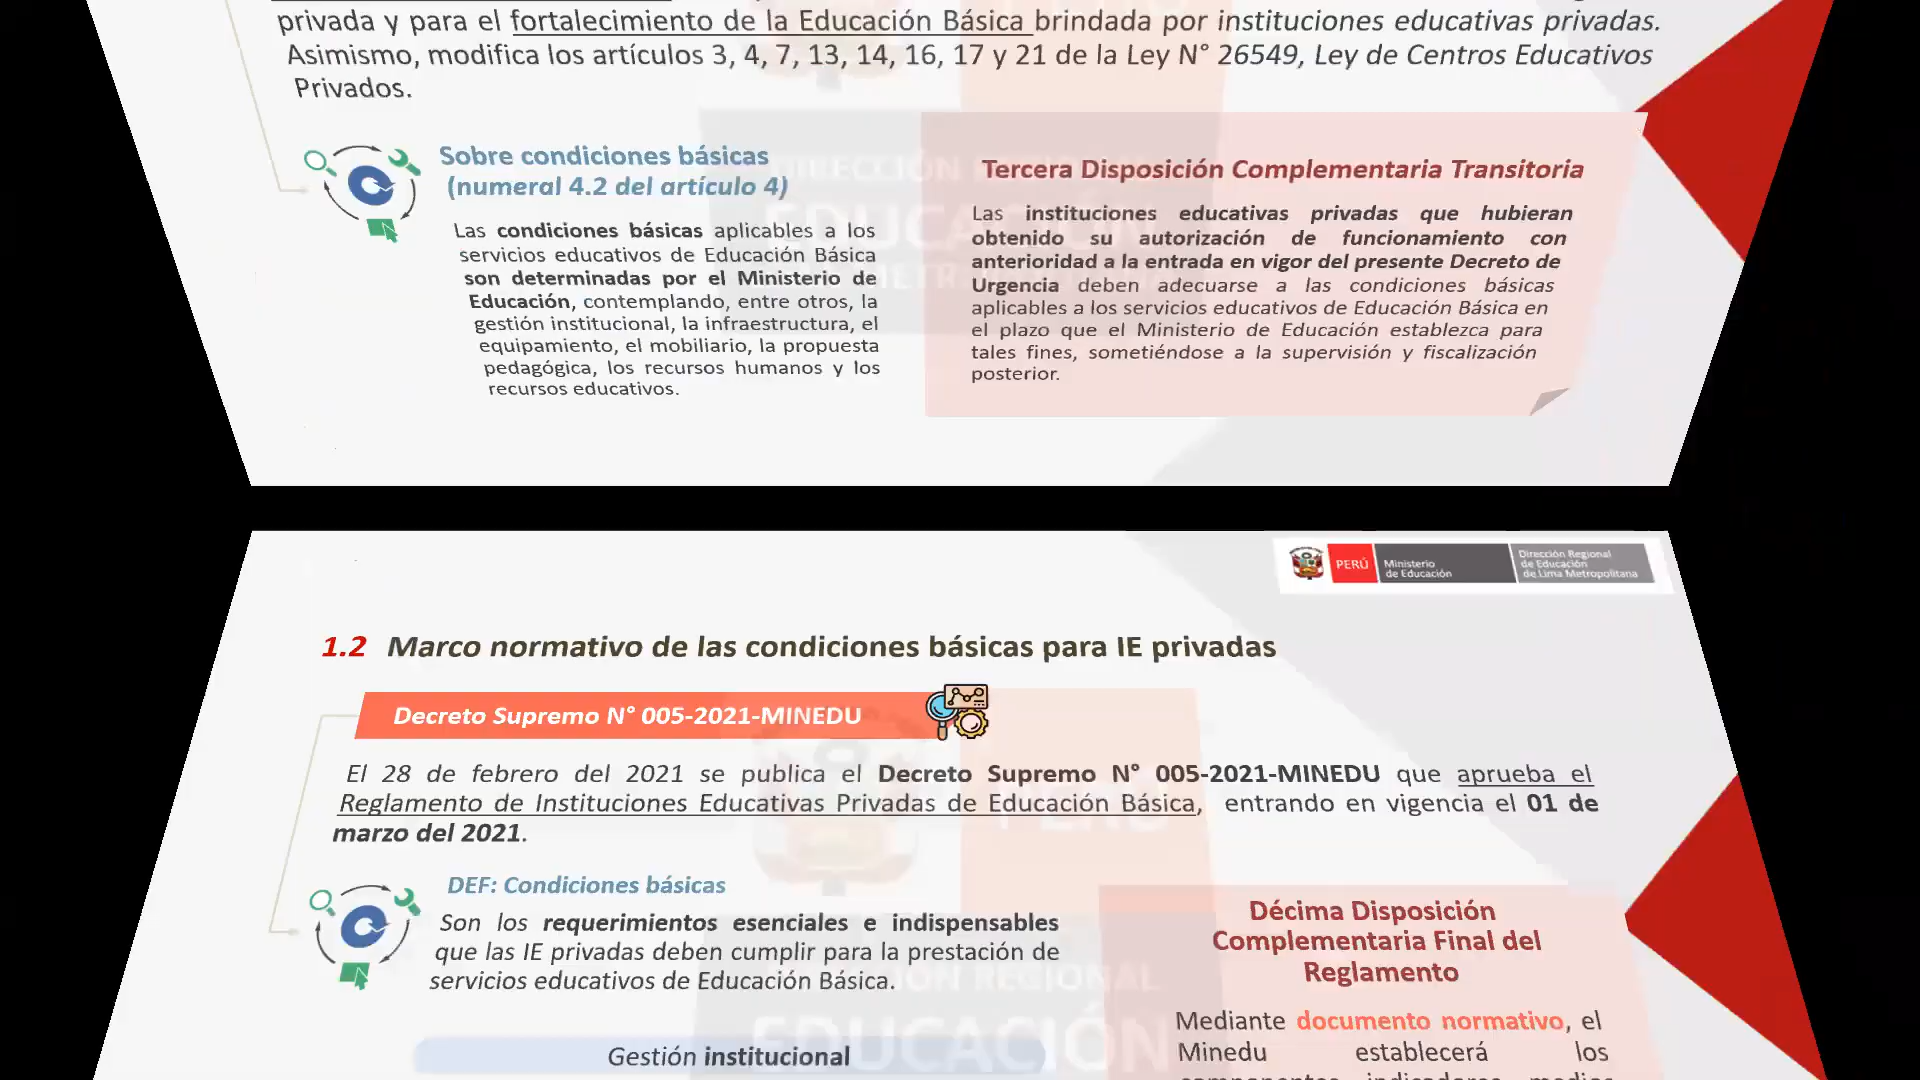 privada y para el fortalecimiento de la Educación Básica brindada por instituciones educativas privadas.
Asimismo, modifica los artículos 3, 4, 7, 13, 14, 16, 17 y 21 de la Ley N° 26549, Ley de Centros Educativos
Privados.
Sobre condiciones básicas
(numeral 4.2 del artículo 4)
Las condiciones básicas aplicables a los
servicios educativos de Educación Básica
son determinadas por el Ministerio de
Educación, contemplando, entre otros, la
gestión institucional, la infraestructura, el
equipamiento, el mobiliario, la propuesta
pedagógica, los recursos humanos y los
recursos educativos.
Tercera Disposición Complementaria Transitoria
Las instituciones educativas privadas que hubieran
obtenido su autorización de funcionamiento con
anterioridad a la entrada en vigor del presente Decreto de
Urgencia deben adecuarse a las condiciones básicas
aplicables a los servicios educativos de Educación Básica en
el plazo que el Ministerio de Educación establezca para
tales fines, sometiéndose a la supervisión y fiscalización
posterior.
PERÚ
Ministerio
de Educación
Dirección Regional
de Educación
de Lima Metropolitana
1.2 Marco normativo de las condiciones básicas para IE privadas
Decreto Supremo N° 005-2021-MINEDU
El 28 de febrero del 2021 se publica el Decreto Supremo N° 005-2021-MINEDU que aprueba el
Reglamento de Instituciones Educativas Privadas de Educación Básica, entrando en vigencia el 01 de
marzo del 2021.
DEF: Condiciones básicas
Son los requerimientos esenciales e indispensables
que las IE privadas deben cumplir para la prestación de
servicios educativos de Educación Básica.
Gestión institucional
Décima Disposición
Complementaria Final del
Reglamento
Mediante documento normativo, el
Minedu establecerá los